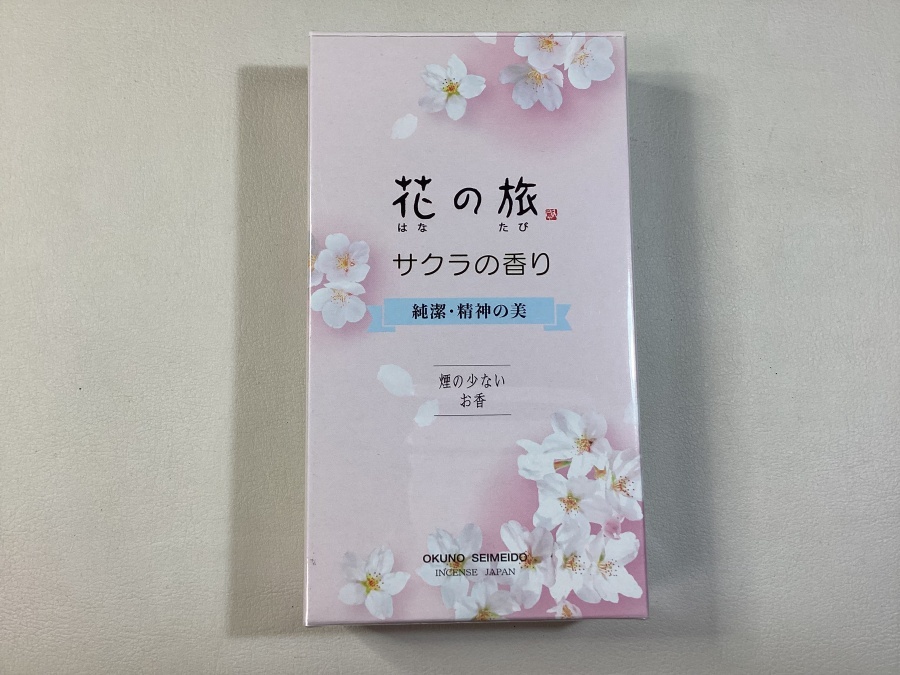 花の旅
はな たび
サクラの香り
純潔・精神の美
煙の少ない
お香
OKUNO SEIMEIDO
INCENSE JAPAN